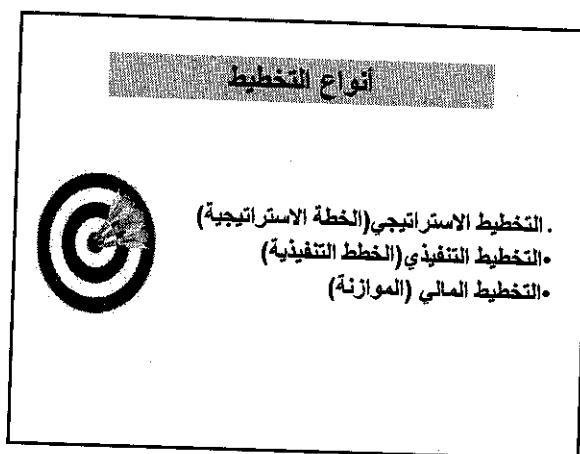 أنواع التخطيط
. التخطيط الاستراتيجي(الخطة الاستراتيجية)
•التخطيط التنفيذي(الخطط التنفيذية)
•التخطيط المالي (الموازنة)